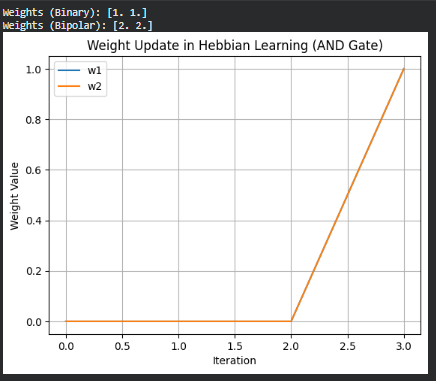 Weights (Binary): [1. 1.]
Weights (Bipolar): [2. 2.]
Weight Update in Hebbian Learning (AND Gate)
w1
w2
1.0
0.8
0.6
0.4
0.2
0.0
Weight Value
0.0 0.5 1.0 1.5 2.0 2.5 3.0
Iteration